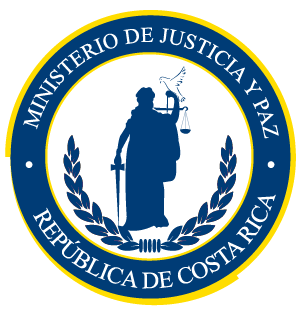 MINISTERIO DE JUSTICIA Y PAZ
REPÚBLICA DE COSTA RICA